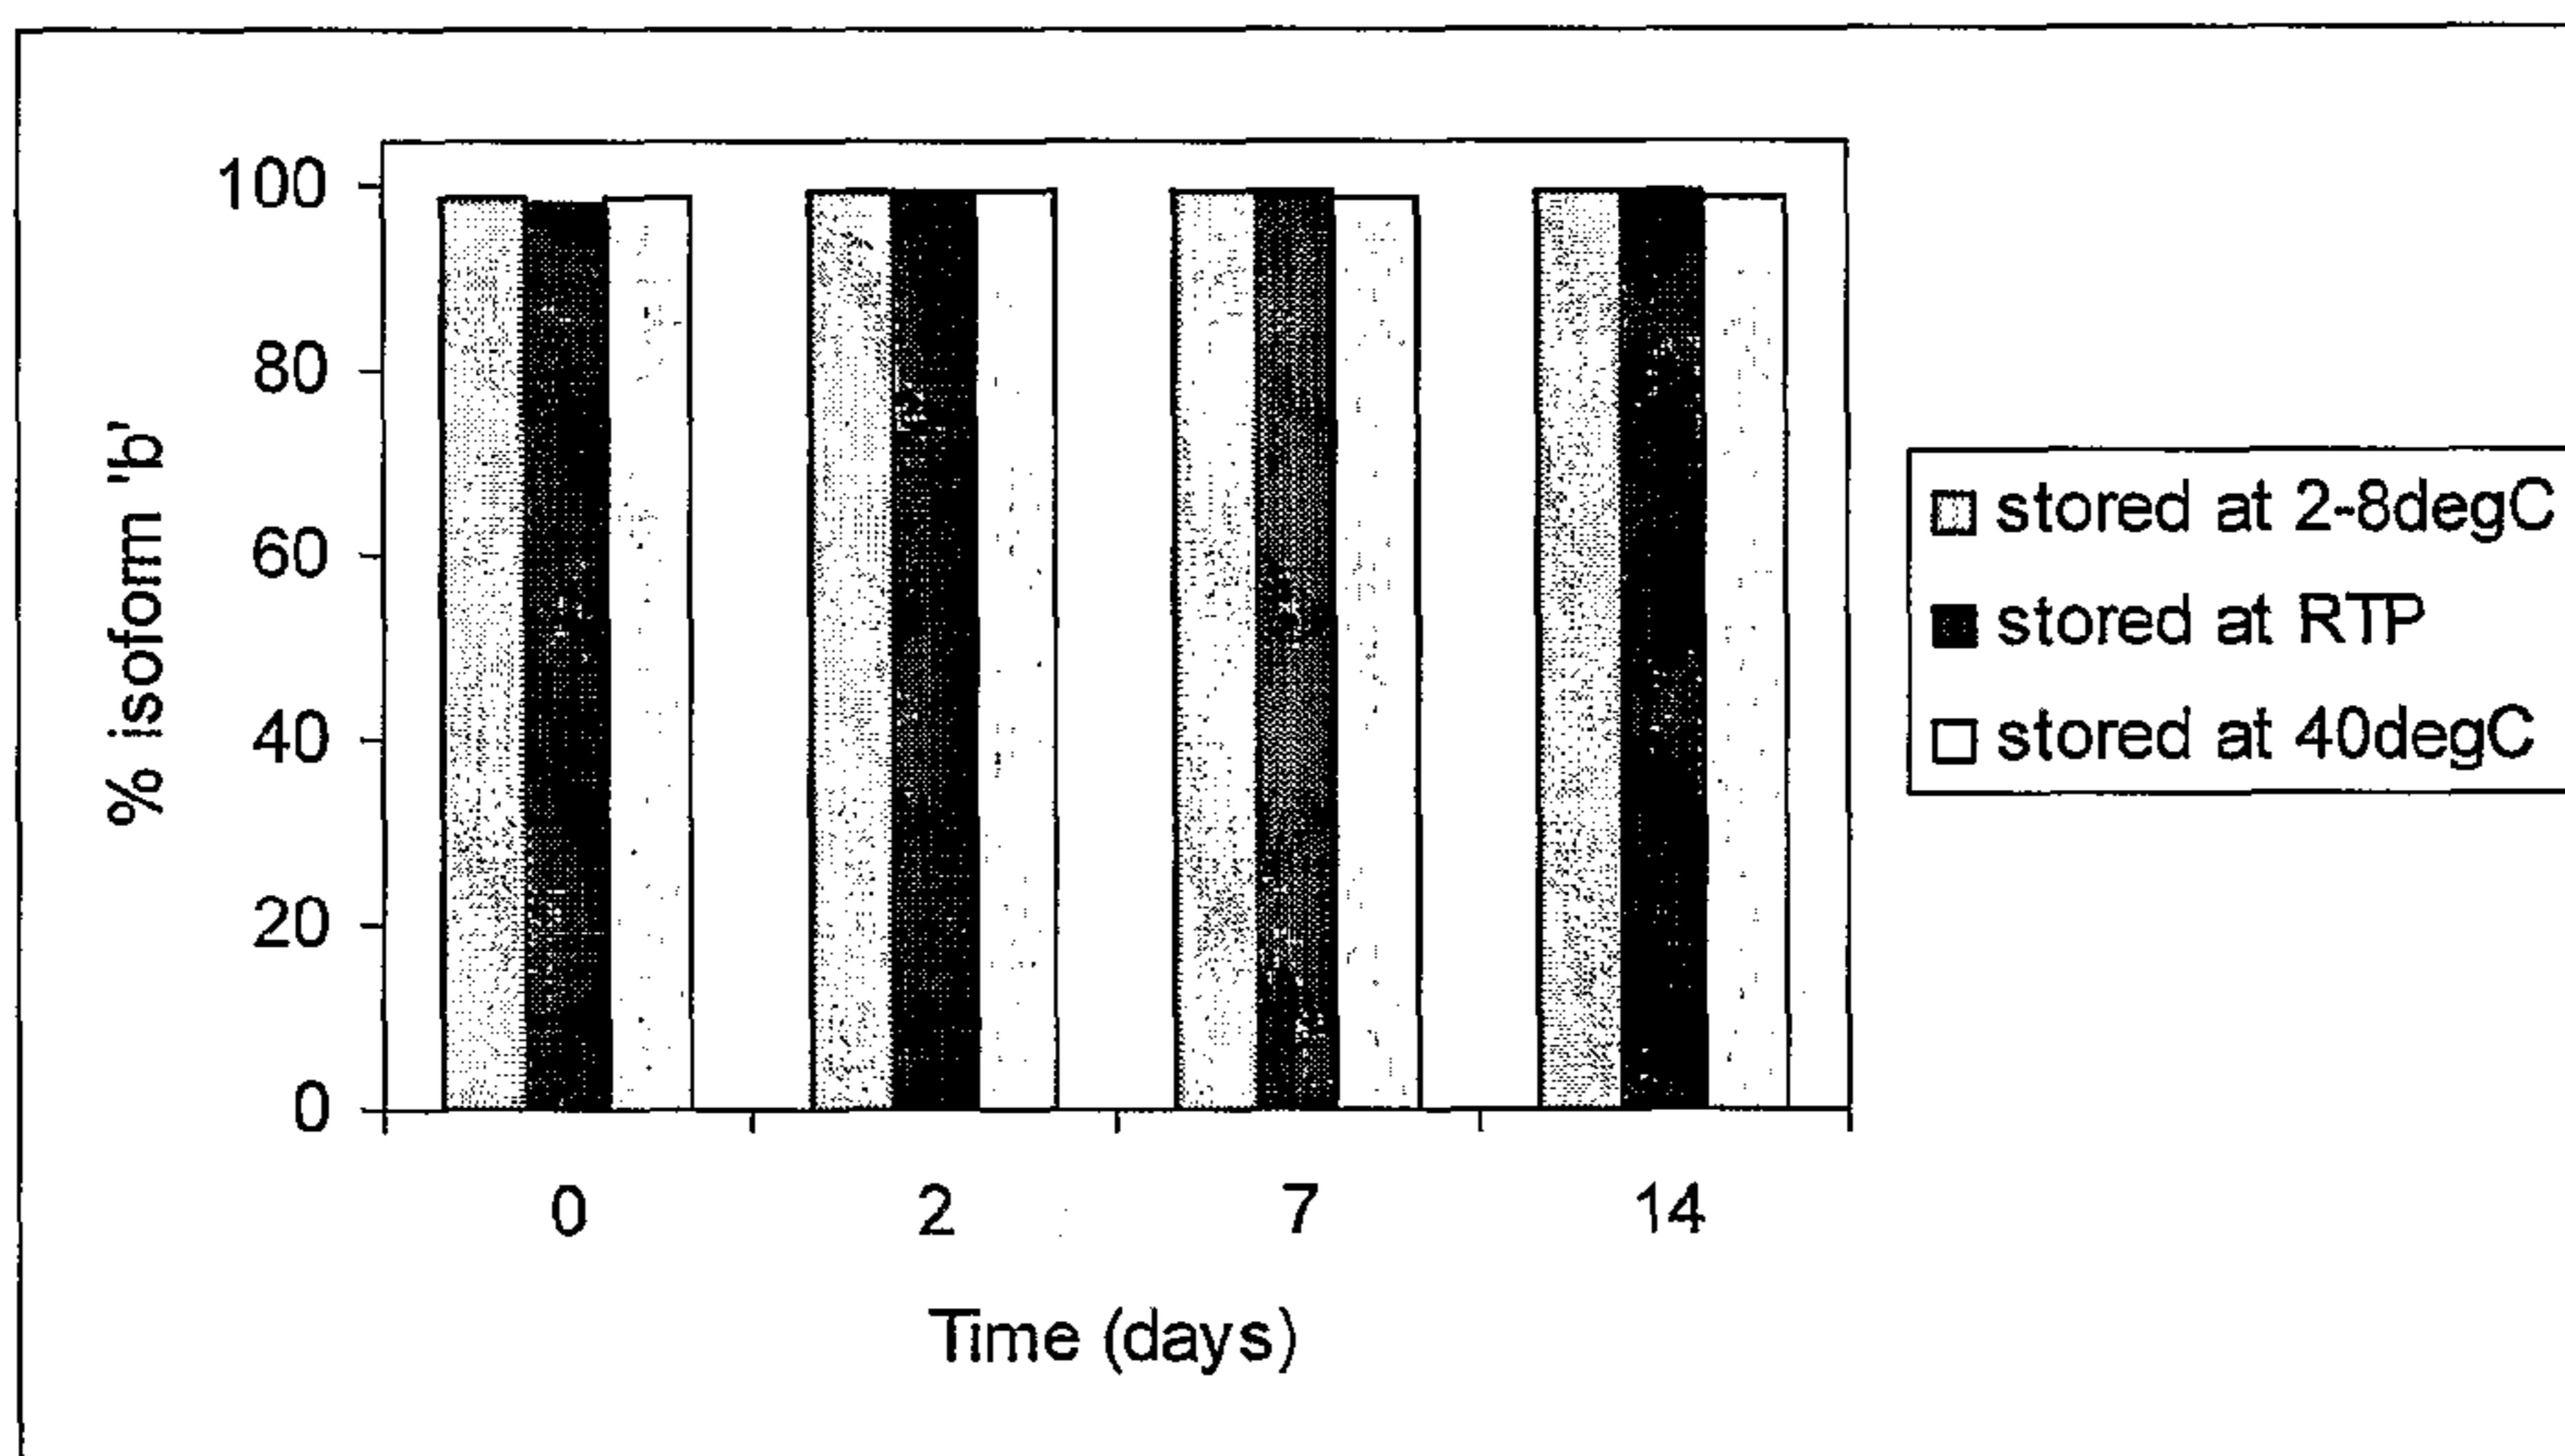 % isoform 'b'
100
80
60
40
20
0
0 2 7 14
Time (days)
stored at 2-8degC
stored at RTP
stored at 40degC